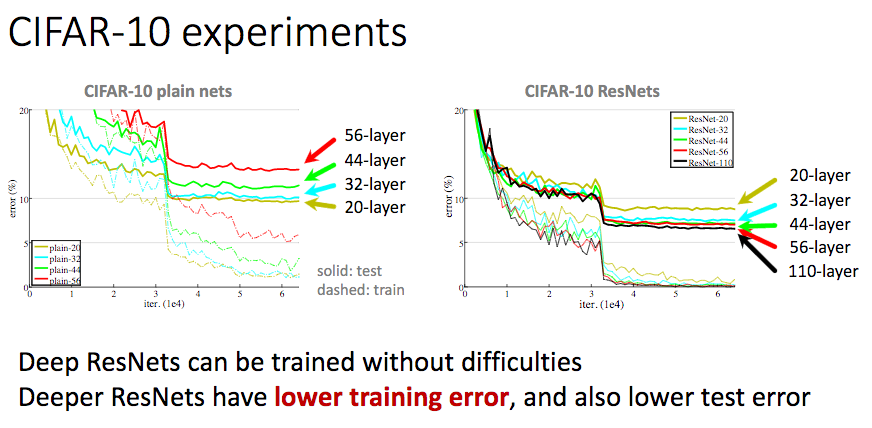 CIFAR-10 experiments
CIFAR-10 plain nets
20
10
5
0
error (%)
0
1
2
3
4
5
6
iter. (1e4)
plain-20
plain-32
plain-44
plain-56
56-layer
44-layer
32-layer
20-layer
solid: test
dashed: train
CIFAR-10 ResNets
20
10
5
0
error (%)
0
1
2
3
4
5
6
iter. (1e4)
ResNet-20
ResNet-32
ResNet-44
ResNet-56
ResNet-110
20-layer
32-layer
44-layer
56-layer
110-layer
Deep ResNets can be trained without difficulties
Deeper ResNets have lower training error, and also lower test error